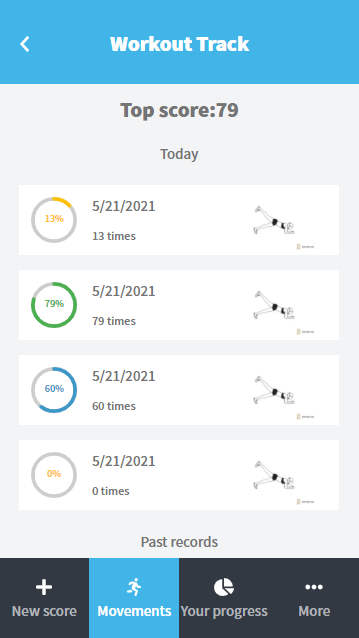 Workout Track
Top score:79
Today
13%
5/21/2021
13 times
79%
5/21/2021
79 times
60%
5/21/2021
60 times
0%
5/21/2021
0 times
Past records
New score
Movements
Your progress
More